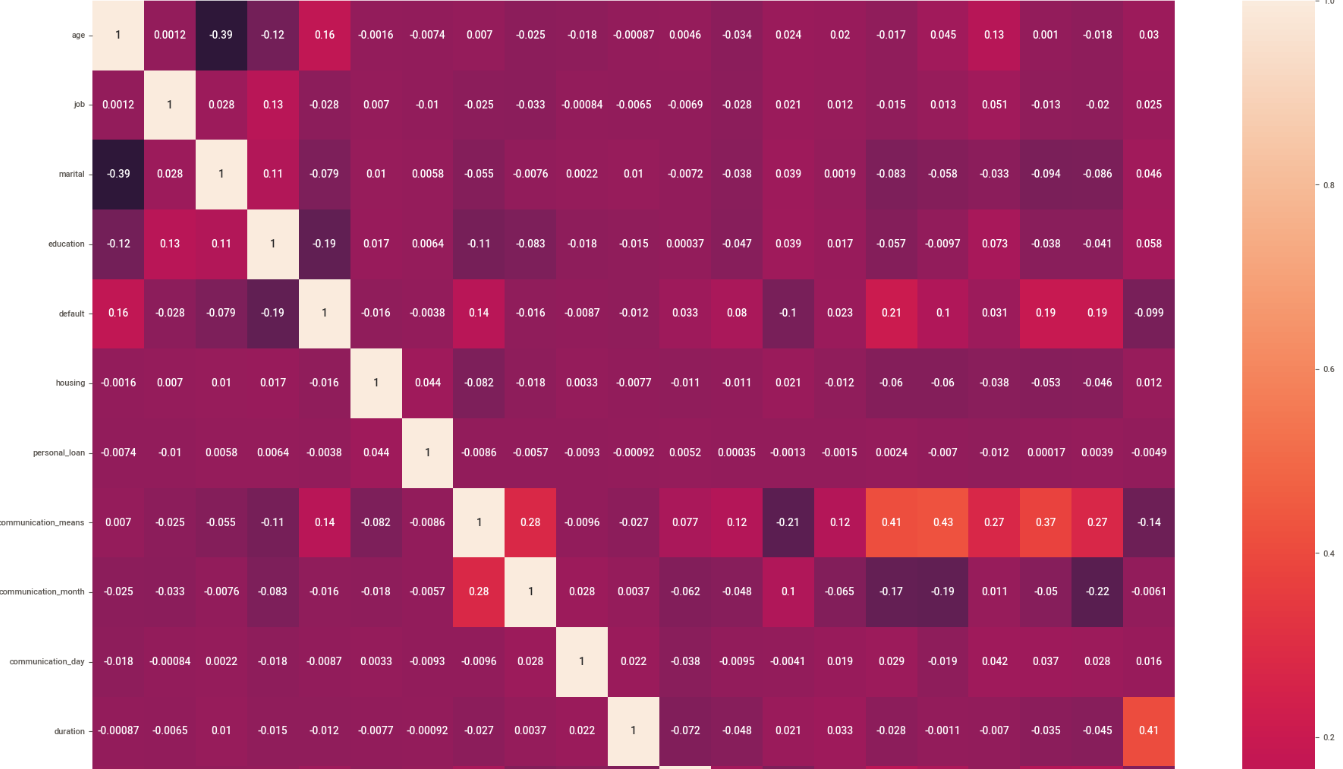 age 1 0.0012 -0.39 -0.12 0.16 -0.0016 -0.0074 0.007 -0.025 -0.018 -0.00087 0.0046 -0.034 0.024 0.02 -0.017 0.045 0.13 0.001 -0.018 0.03
job 0.0012 1 0.028 0.13 -0.028 0.007 -0.01 -0.025 -0.033 -0.00084 -0.0065 -0.0069 -0.028 0.021 0.012 -0.015 0.013 0.051 -0.013 -0.02 0.025
marital -0.39 0.028 1 0.11 -0.079 0.01 0.0058 -0.055 -0.0076 0.0022 0.01 -0.0072 -0.038 0.039 0.0019 -0.083 -0.058 -0.033 -0.094 -0.086 0.046
education -0.12 0.13 0.11 1 -0.19 0.017 0.0064 -0.11 -0.083 -0.018 -0.015 0.00037 -0.047 0.039 0.017 -0.057 -0.0097 0.073 -0.038 -0.041 0.058
default 0.16 -0.028 -0.079 -0.19 1 -0.016 -0.0038 0.14 -0.016 -0.0087 -0.012 0.033 0.08 -0.1 0.023 0.21 0.1 0.031 0.19 0.19 -0.099
housing -0.0016 0.007 0.01 0.017 -0.016 1 0.044 -0.082 -0.018 0.0033 -0.0077 -0.011 -0.011 0.021 -0.012 -0.06 -0.06 -0.038 -0.053 -0.046 0.012
personal_loan -0.0074 -0.01 0.0058 0.0064 -0.0038 0.044 1 -0.0086 -0.0057 -0.0093 -0.00092 0.0052 0.00035 -0.0013 -0.0015 0.0024 -0.007 -0.012 0.00017 0.0039 -0.0049
ommunication_means 0.007 -0.025 -0.055 -0.11 0.14 -0.082 -0.0086 1 0.28 -0.0096 -0.027 0.077 0.12 -0.21 0.12 0.41 0.43 0.27 0.37 0.27 -0.14
ommunication_month -0.025 -0.033 -0.0076 -0.083 -0.016 -0.018 -0.0057 0.28 1 0.028 0.0037 -0.062 -0.048 0.1 -0.065 -0.17 -0.19 0.011 -0.05 -0.22 -0.0061
communication_day -0.018 -0.00084 0.0022 -0.018 -0.0087 0.0033 -0.0093 -0.0096 0.028 1 0.022 -0.038 -0.0095 -0.0041 0.019 0.029 -0.019 0.042 0.037 0.028 0.016
duration -0.00087 -0.0065 0.01 -0.015 -0.012 -0.0077 -0.00092 -0.027 0.0037 0.022 1 -0.072 -0.048 0.021 0.033 -0.028 -0.0011 -0.007 -0.035 -0.045 0.41
1.0
0.8
0.6
0.4
0.2